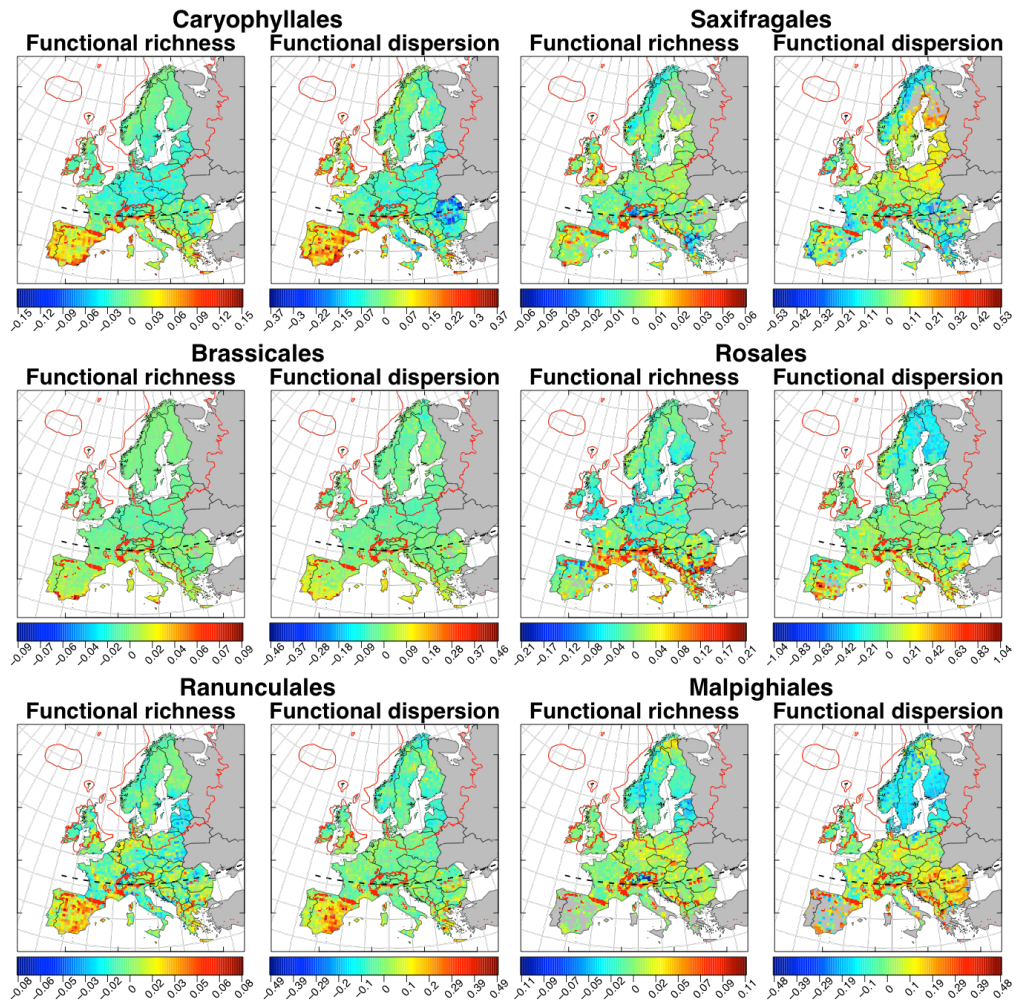 Caryophyllales
Saxifragales
Functional richness
Functional dispersion
Functional richness
Functional dispersion
−0.15 −0.12 −0.09 −0.06 −0.03 0 0.03 0.06 0.09 0.12 0.15
−0.37 −0.3 −0.22 −0.15 −0.07 0 0.07 0.15 0.22 0.3 0.37
−0.06 −0.05 −0.03 −0.02 −0.01 0 0.01 0.02 0.03 0.05 0.06
−0.53 −0.42 −0.32 −0.21 −0.11 0 0.11 0.21 0.32 0.42 0.53
Brassicales
Rosales
Functional richness
Functional dispersion
Functional richness
Functional dispersion
−0.09 −0.07 −0.06 −0.04 −0.02 0 0.02 0.04 0.06 0.07 0.09
−0.46 −0.37 −0.28 −0.18 −0.09 0 0.09 0.18 0.28 0.37 0.46
−0.21 −0.17 −0.12 −0.08 −0.04 0 0.04 0.08 0.12 0.17 0.21
−1.04 −0.83 −0.63 −0.42 −0.21 0 0.21 0.42 0.63 0.83 1.04
Ranunculales
Malpighiales
Functional richness
Functional dispersion
Functional richness
Functional dispersion
−0.08 −0.06 −0.05 −0.03 −0.02 0 0.02 0.03 0.05 0.06 0.08
−0.49 −0.39 −0.29 −0.2 −0.1 0 0.1 0.2 0.29 0.39 0.49
−0.11 −0.09 −0.07 −0.05 −0.02 0 0.02 0.05 0.07 0.09 0.11
−0.48 −0.39 −0.29 −0.19 −0.1 0 0.1 0.19 0.29 0.39 0.48